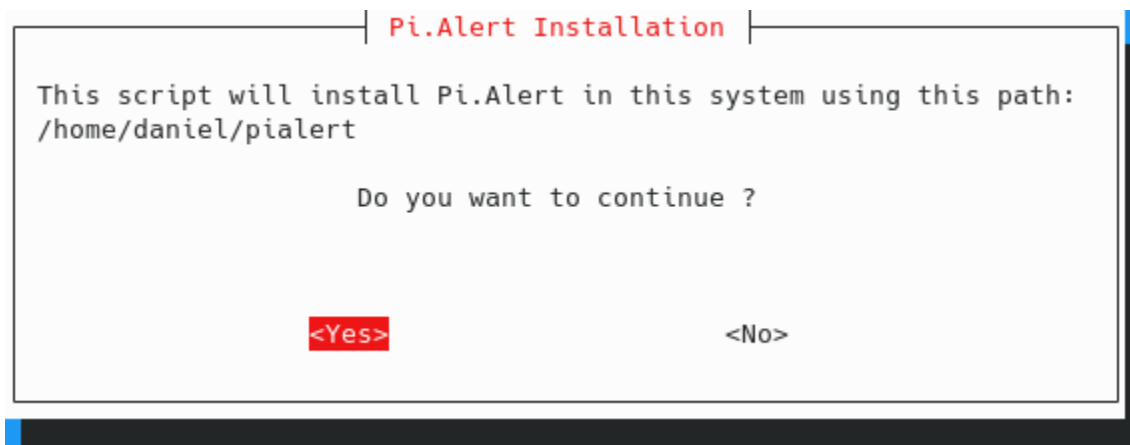 Pi.Alert Installation
This script will install Pi.Alert in this system using this path:
/home/daniel/pialert
Do you want to continue ?
<Yes> <No>